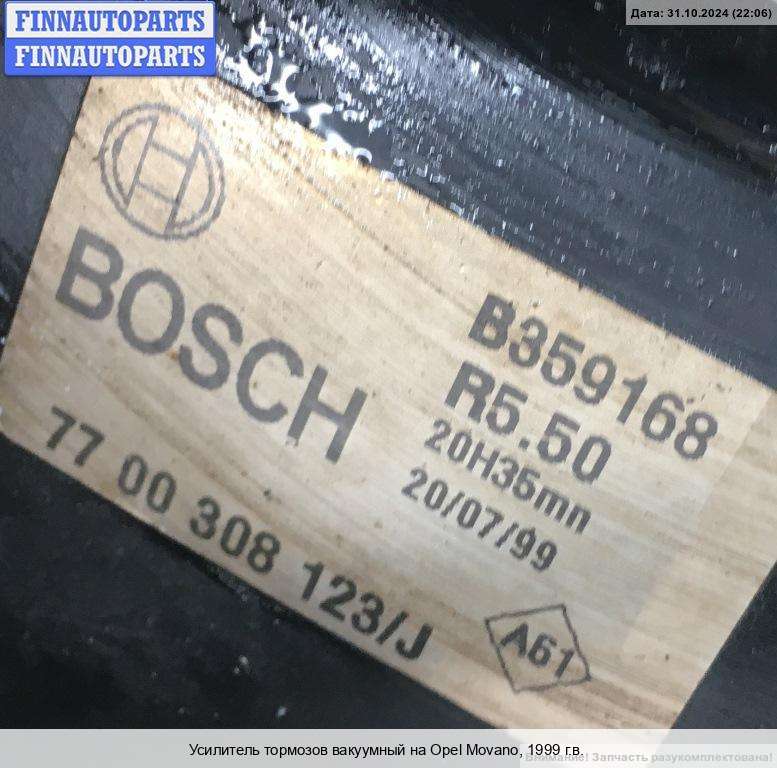 FINNAUTOPARTS
FINNAUTOPARTS
Дата: 31.10.2024 (22:06)
BOSCH
B359168
R5.50
20H35mn
20/07/99
77 00 308 123/J
A61
Усилитель тормозов вакуумный на Opel Movano, 1999 г.в.
Внимание! Запчасть разукомплектована!